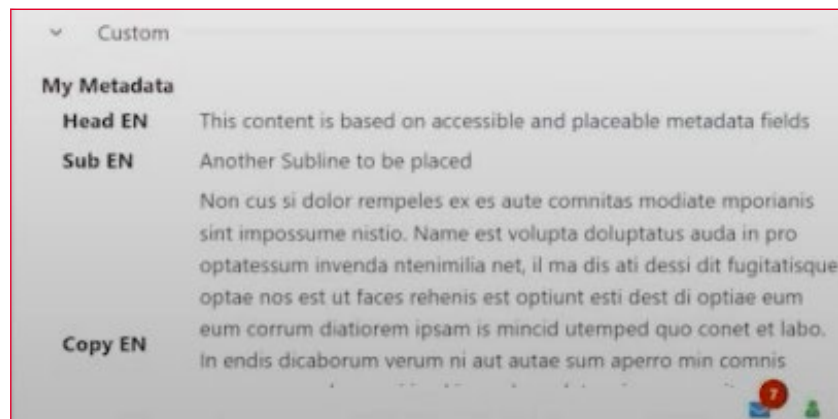 Custom
My Metadata
Head EN This content is based on accessible and placeable metadata fields
Sub EN Another Subline to be placed
Non cus si dolor rempeles ex es aute comnitas modiate mporianis
sint impossume nistio. Name est volupta doluptatus auda in pro
optatessum invenda ntenimilia net, il ma dis ati dessi dit fugitatisque
optae nos est ut faces rehenis est optiunt esti dest di optiae eum
eum corrum diatiorem ipsam is mincid utemped quo conet et labo.
Copy EN
In endis dicaborum verum ni aut autae sum aperro min comnis
7